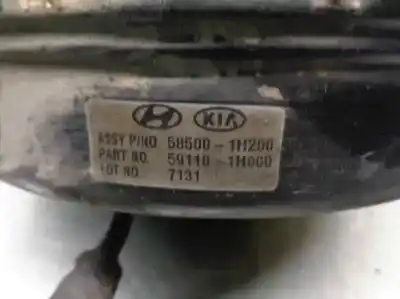 KIA
ASSY P/NO 58500-1H200
PART NO. 59110-1H000
LOT NO. 7131